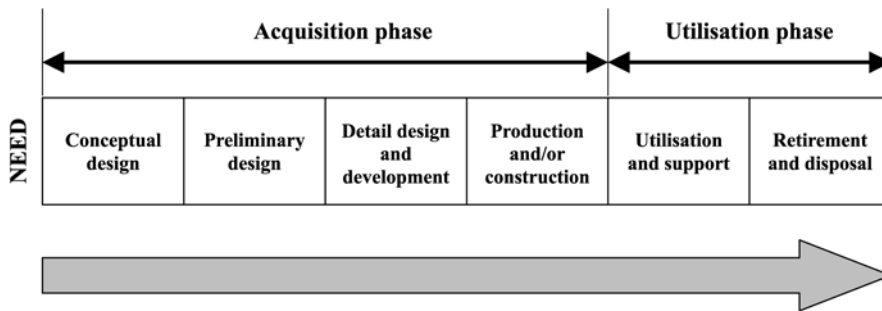 Acquisition phase
Utilisation phase
NEED
Conceptual
design
Preliminary
design
Detail design
and
development
Production
and/or
construction
Utilisation
and support
Retirement
and disposal